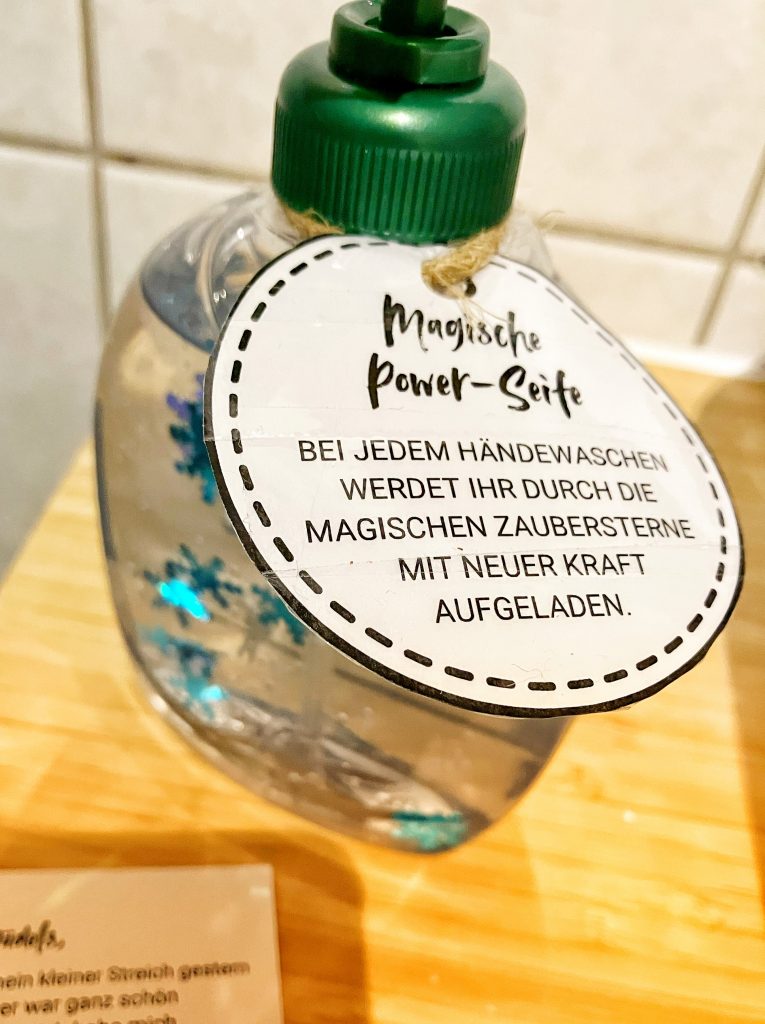 Magische
Power-Seife
BEI JEDEM HÄNDEWASCHEN
WERDET IHR DURCH DIE
MAGISCHEN ZAUBERSTERNE
MIT NEUER KRAFT
AUFGELADEN.
kleiner Streich gestern
war ganz schön
mich